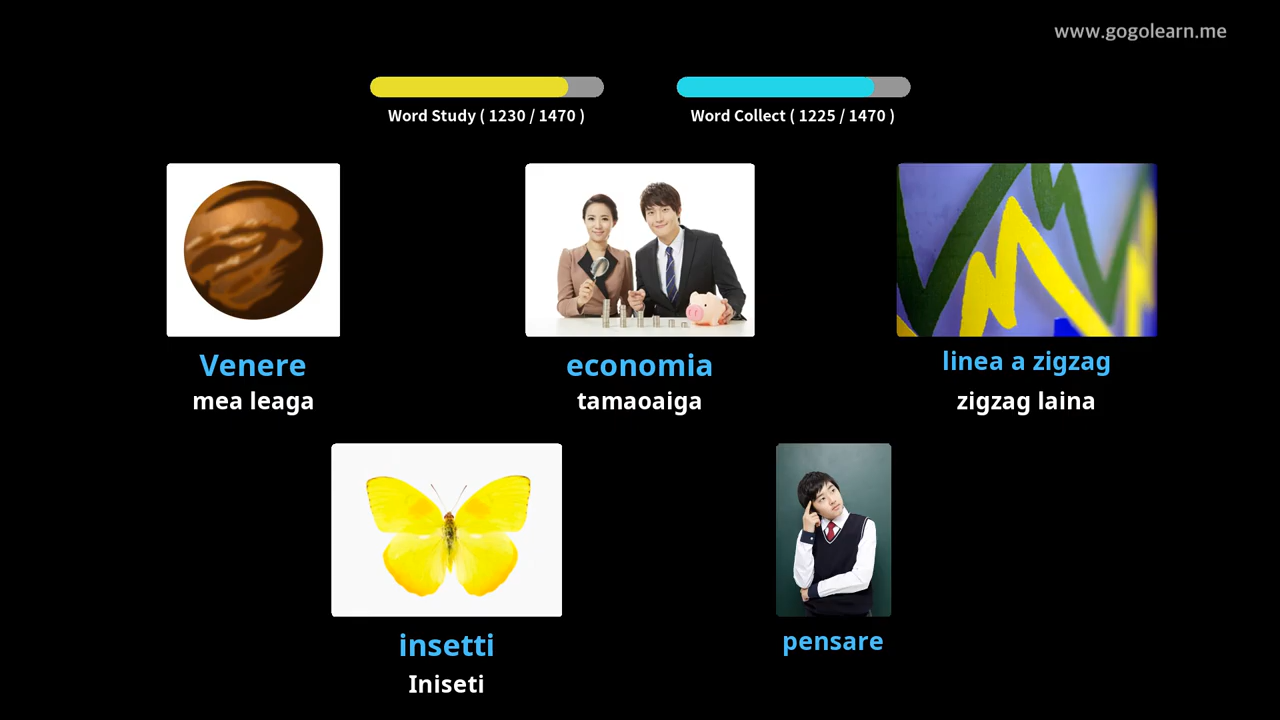 www.gogolearn.me
Word Study ( 1230 / 1470 )
Word Collect ( 1225 / 1470 )
Venere
mea leaga
economia
tamaoaiga
linea a zigzag
zigzag laina
insetti
Iniseti
pensare